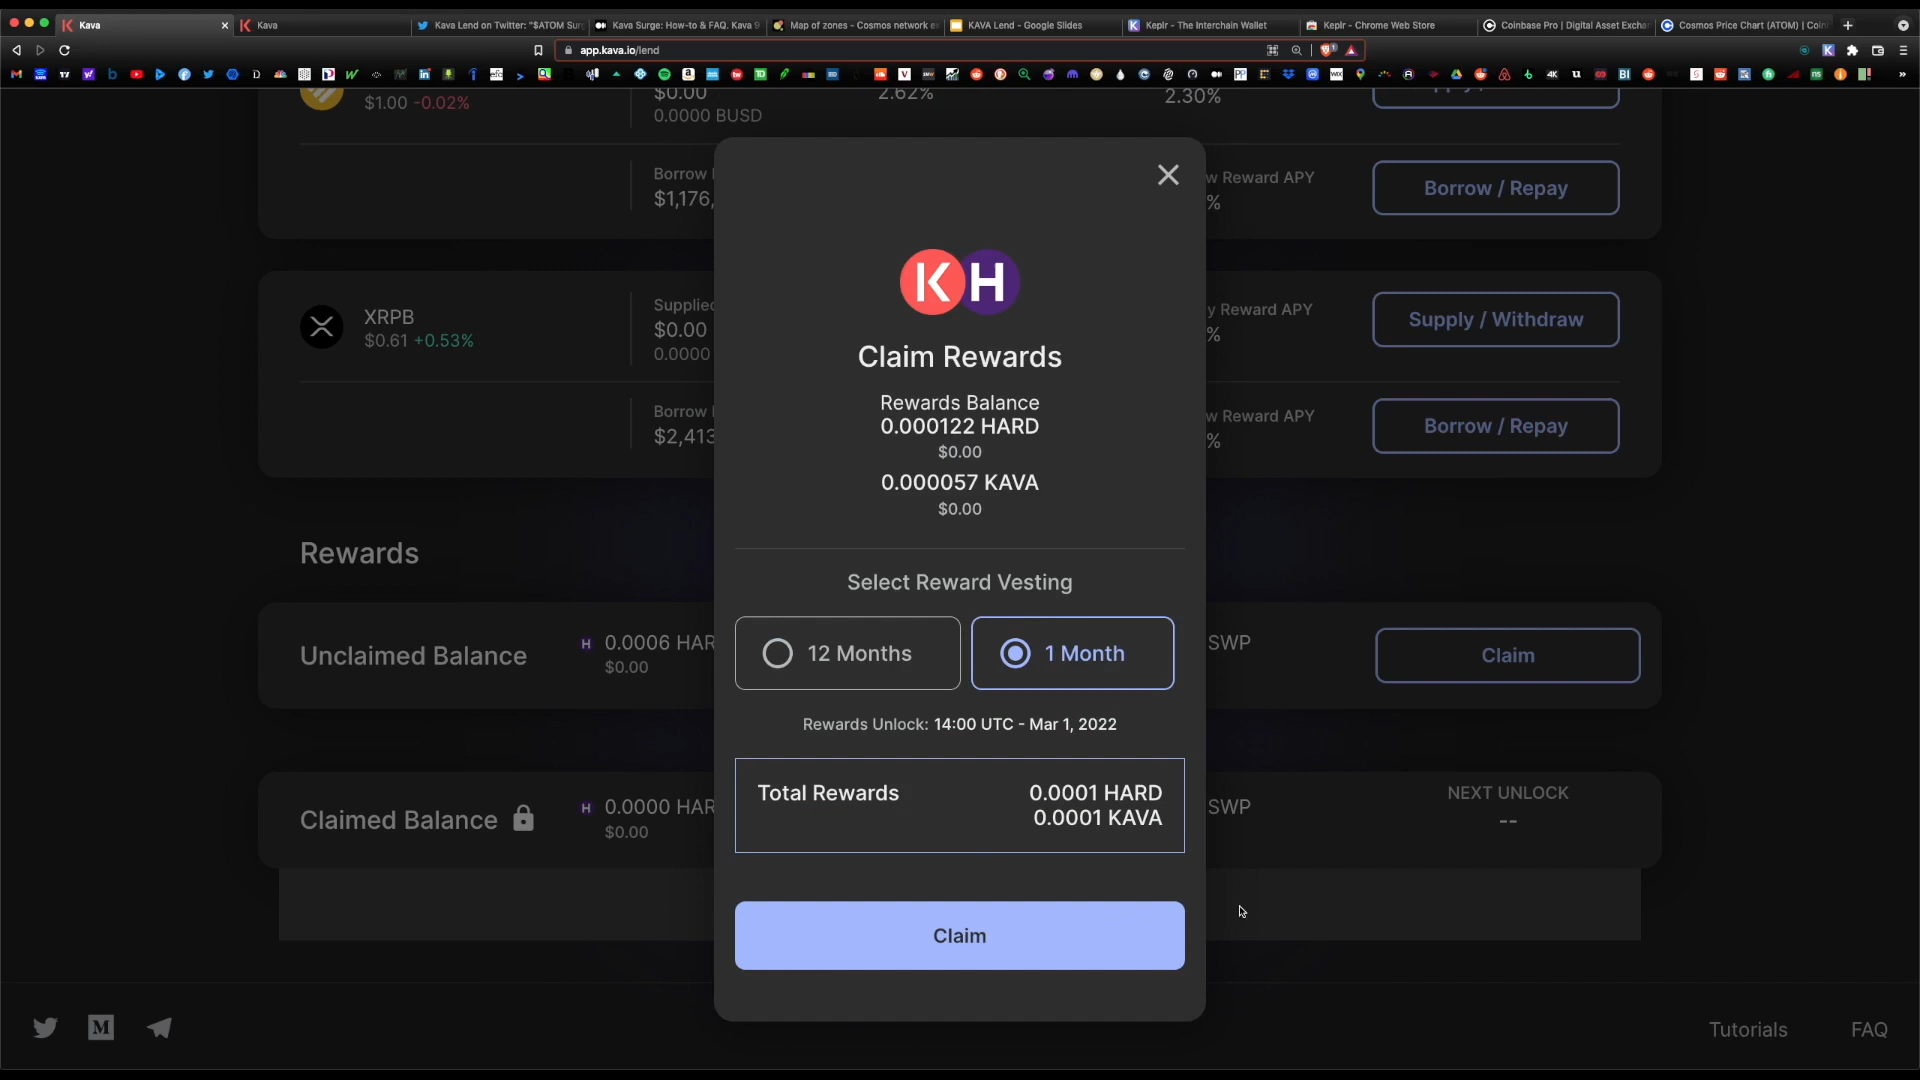 Kava
Kava
Kava Lend on Twitter: "$ATOM Sur
Kava Surge: How-to & FAQ. Kava 9
Map of zones - Cosmos network e
KAVA Lend - Google Slides
Keplr - The Interchain Wallet
Keplr - Chrome Web Store
Coinbase Pro | Digital Asset Excha
Cosmos Price Chart (ATOM) | Coin
app.kava.io/lend
$1.00 -0.02%
$0.00
0.0000 BUSD
2.62%
2.30%
Borrow
$1,176,
w Reward APY
%
Borrow / Repay
XRPB
$0.61 +0.53%
Supplied
$0.00
0.0000
y Reward APY
%
Supply / Withdraw
Borrow
$2,413
w Reward APY
%
Borrow / Repay
K H
Claim Rewards
Rewards Balance
0.000122 HARD
$0.00
0.000057 KAVA
$0.00
Select Reward Vesting
12 Months
1 Month
Rewards Unlock: 14:00 UTC - Mar 1, 2022
Total Rewards
0.0001 HARD
0.0001 KAVA
Claim
Rewards
Unclaimed Balance
H 0.0006 HAR
$0.00
SWP
Claim
Claimed Balance
H 0.0000 HAR
$0.00
SWP
NEXT UNLOCK
--
M
Tutorials
FAQ